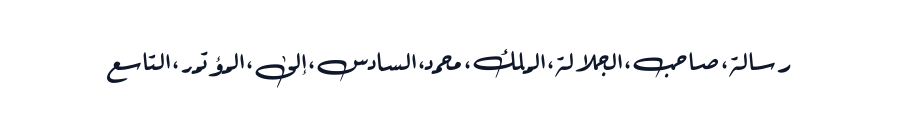 رسالة، صاحب، الجلالة، الملك، محمد، السادس، إلى، المؤتمر، التاسع